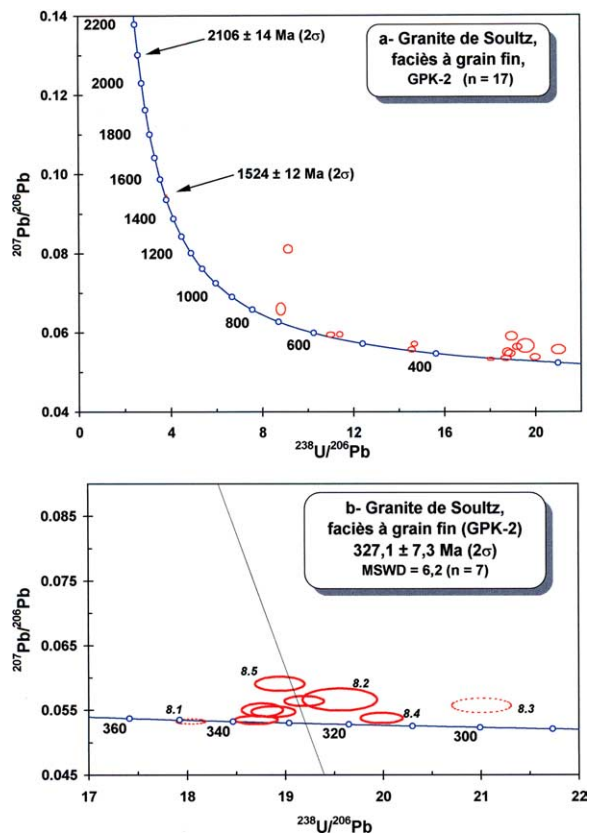 0.14
0.12
0.10
0.08
0.06
0.04
207Pb/206Pb
2200
2000
1800
1600
1400
1200
1000
800
600
400
2106 ± 14 Ma (2σ)
1524 ± 12 Ma (2σ)
a- Granite de Soultz,
faciès à grain fin,
GPK-2 (n = 17)
0 4 8 12 16 20
238U/206Pb
0.085
0.075
0.065
0.055
0.045
207Pb/206Pb
b- Granite de Soultz,
faciès à grain fin (GPK-2)
327,1 ± 7,3 Ma (2σ)
MSWD = 6,2 (n = 7)
8.5
8.2
8.1
8.4
8.3
360
340
320
300
17 18 19 20 21 22
238U/206Pb